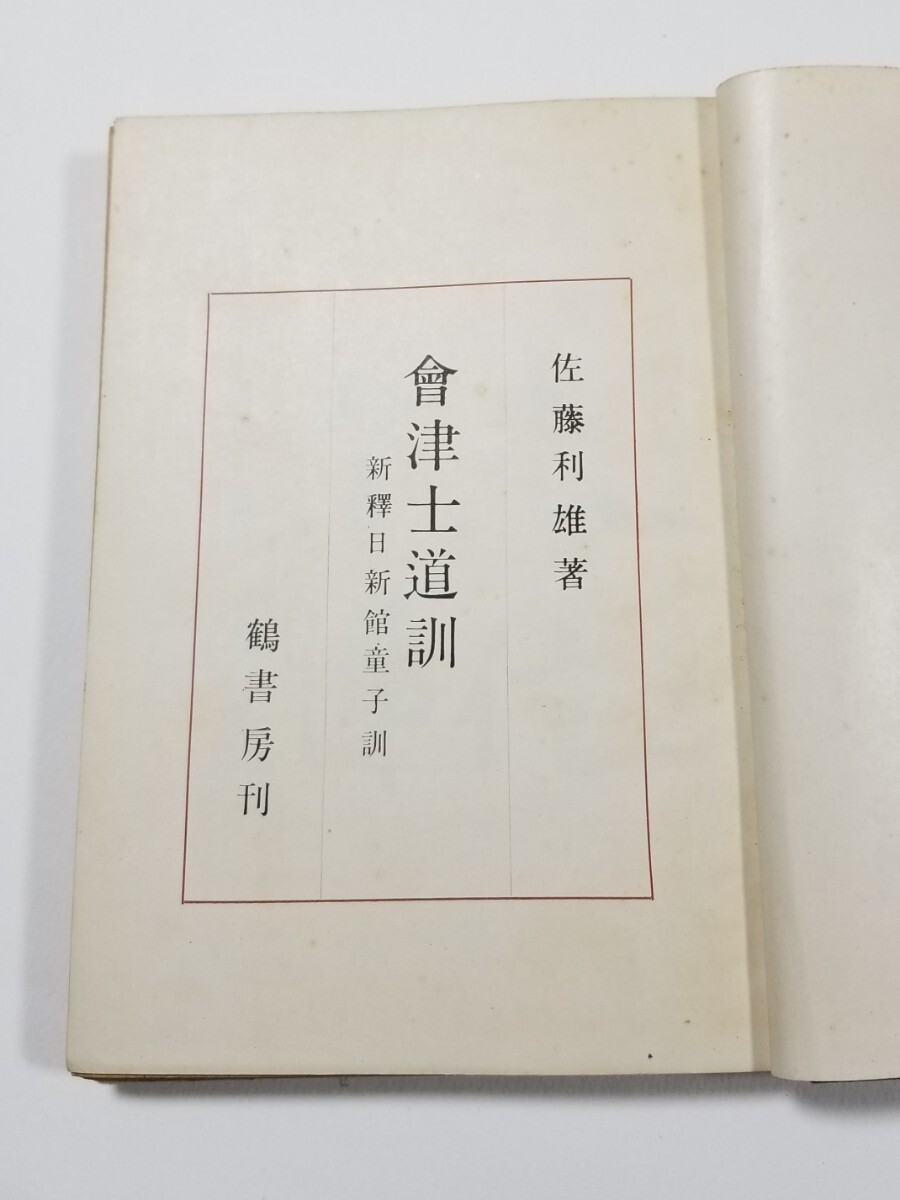 佐藤利雄著
會津士道訓
新釋日新館童子訓
鶴書房刊